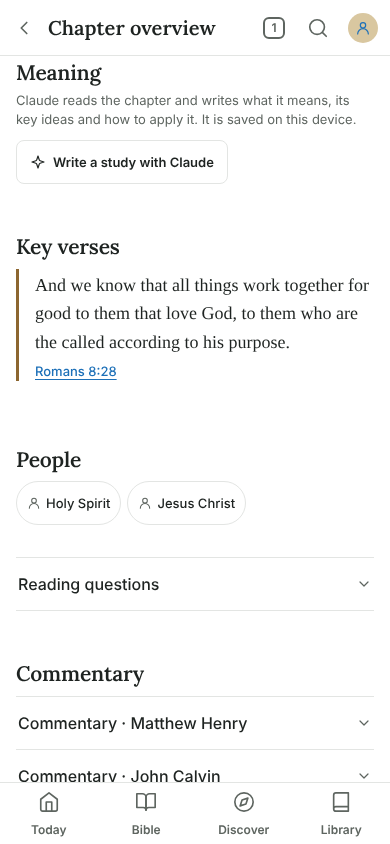 Chapter overview
1
Meaning
Claude reads the chapter and writes what it means, its
key ideas and how to apply it. It is saved on this device.
Write a study with Claude
Key verses
And we know that all things work together for
good to them that love God, to them who are
the called according to his purpose.
Romans 8:28
People
Holy Spirit
Jesus Christ
Reading questions
Commentary
Commentary · Matthew Henry
Commentary · John Calvin
Today
Bible
Discover
Library